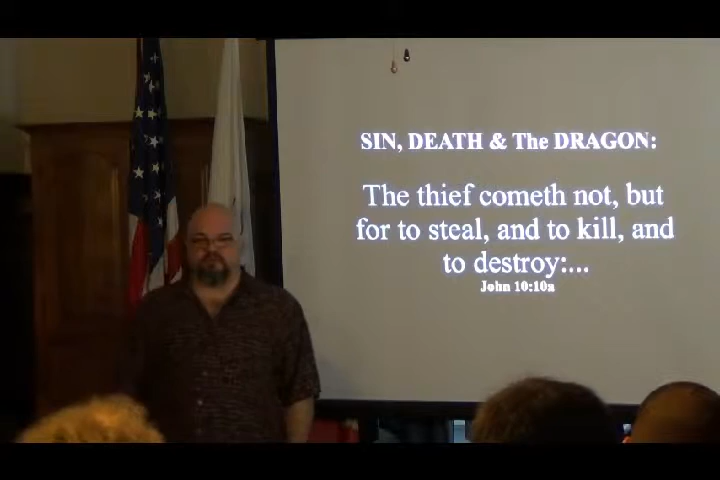 SIN, DEATH & The DRAGON:
The thief cometh not, but
for to steal, and to kill, and
to destroy:...
John 10:10a